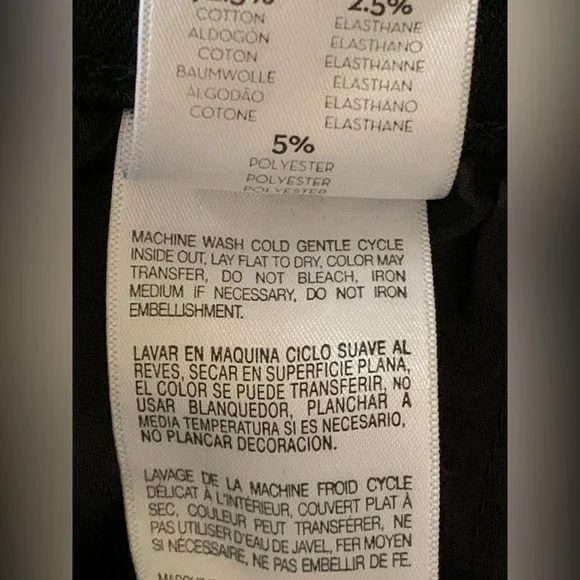 2.5%
COTTON
ALDOGÓN
COTON
BAUMWOLLE
ALGODÃO
COTONE
ELASTHANE
ELASTHANO
ELASTHANNE
ELASTHAN
ELASTHANO
ELASTHANE
5%
POLYESTER
POLYESTER
POLYESTER
MACHINE WASH COLD GENTLE CYCLE
INSIDE OUT, LAY FLAT TO DRY, COLOR MAY
TRANSFER, DO NOT BLEACH, IRON
MEDIUM IF NECESSARY, DO NOT IRON
EMBELLISHMENT.
LAVAR EN MAQUINA CICLO SUAVE AL
REVES, SECAR EN SUPERFICIE PLANA,
EL COLOR SE PUEDE TRANSFERIR, NO
USAR BLANQUEDOR, PLANCHAR A
MEDIA TEMPERATURA SI ES NECESARIO,
NO PLANCAR DECORACION.
LAVAGE DE LA MACHINE FROID CYCLE
DÉLICAT À L'INTÉRIEUR, COUVERT PLAT À
SEC, COULEUR PEUT TRANSFÉRER, NE
PAS UTILISER D'EAU DE JAVEL, FER MOYEN
SI NÉCESSAIRE, NE PAS EMBELLIR DE FE.